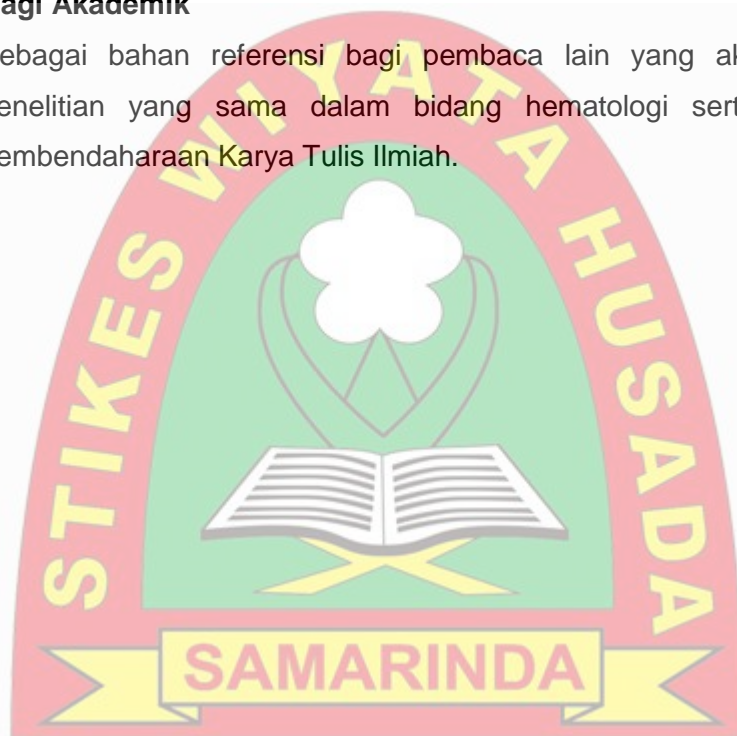 agi Akademik
ebagai bahan referensi bagi pembaca lain yang ak
enelitian yang sama dalam bidang hematologi sert
embendaharaan Karya Tulis Ilmiah.
STIKES WIYATA HUSADA
SAMARINDA